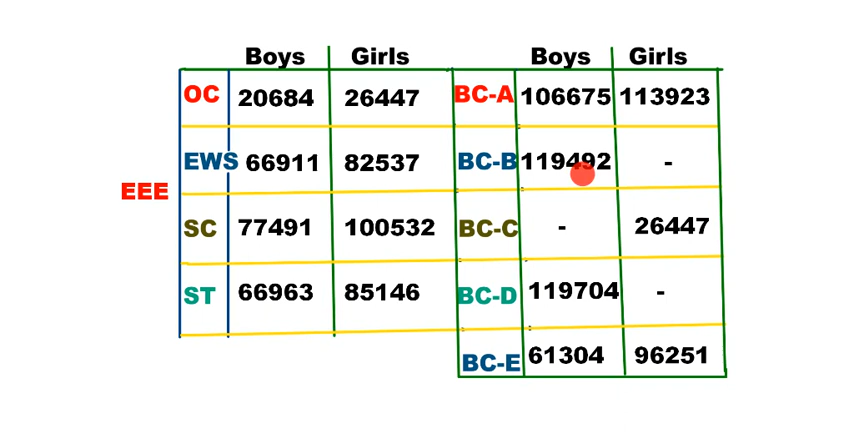 Boys Girls Boys Girls
OC 20684 26447 BC-A 106675 113923
EWS 66911 82537 BC-B 119492 -
EEE
SC 77491 100532 BC-C - 26447
ST 66963 85146 BC-D 119704 -
BC-E 61304 96251